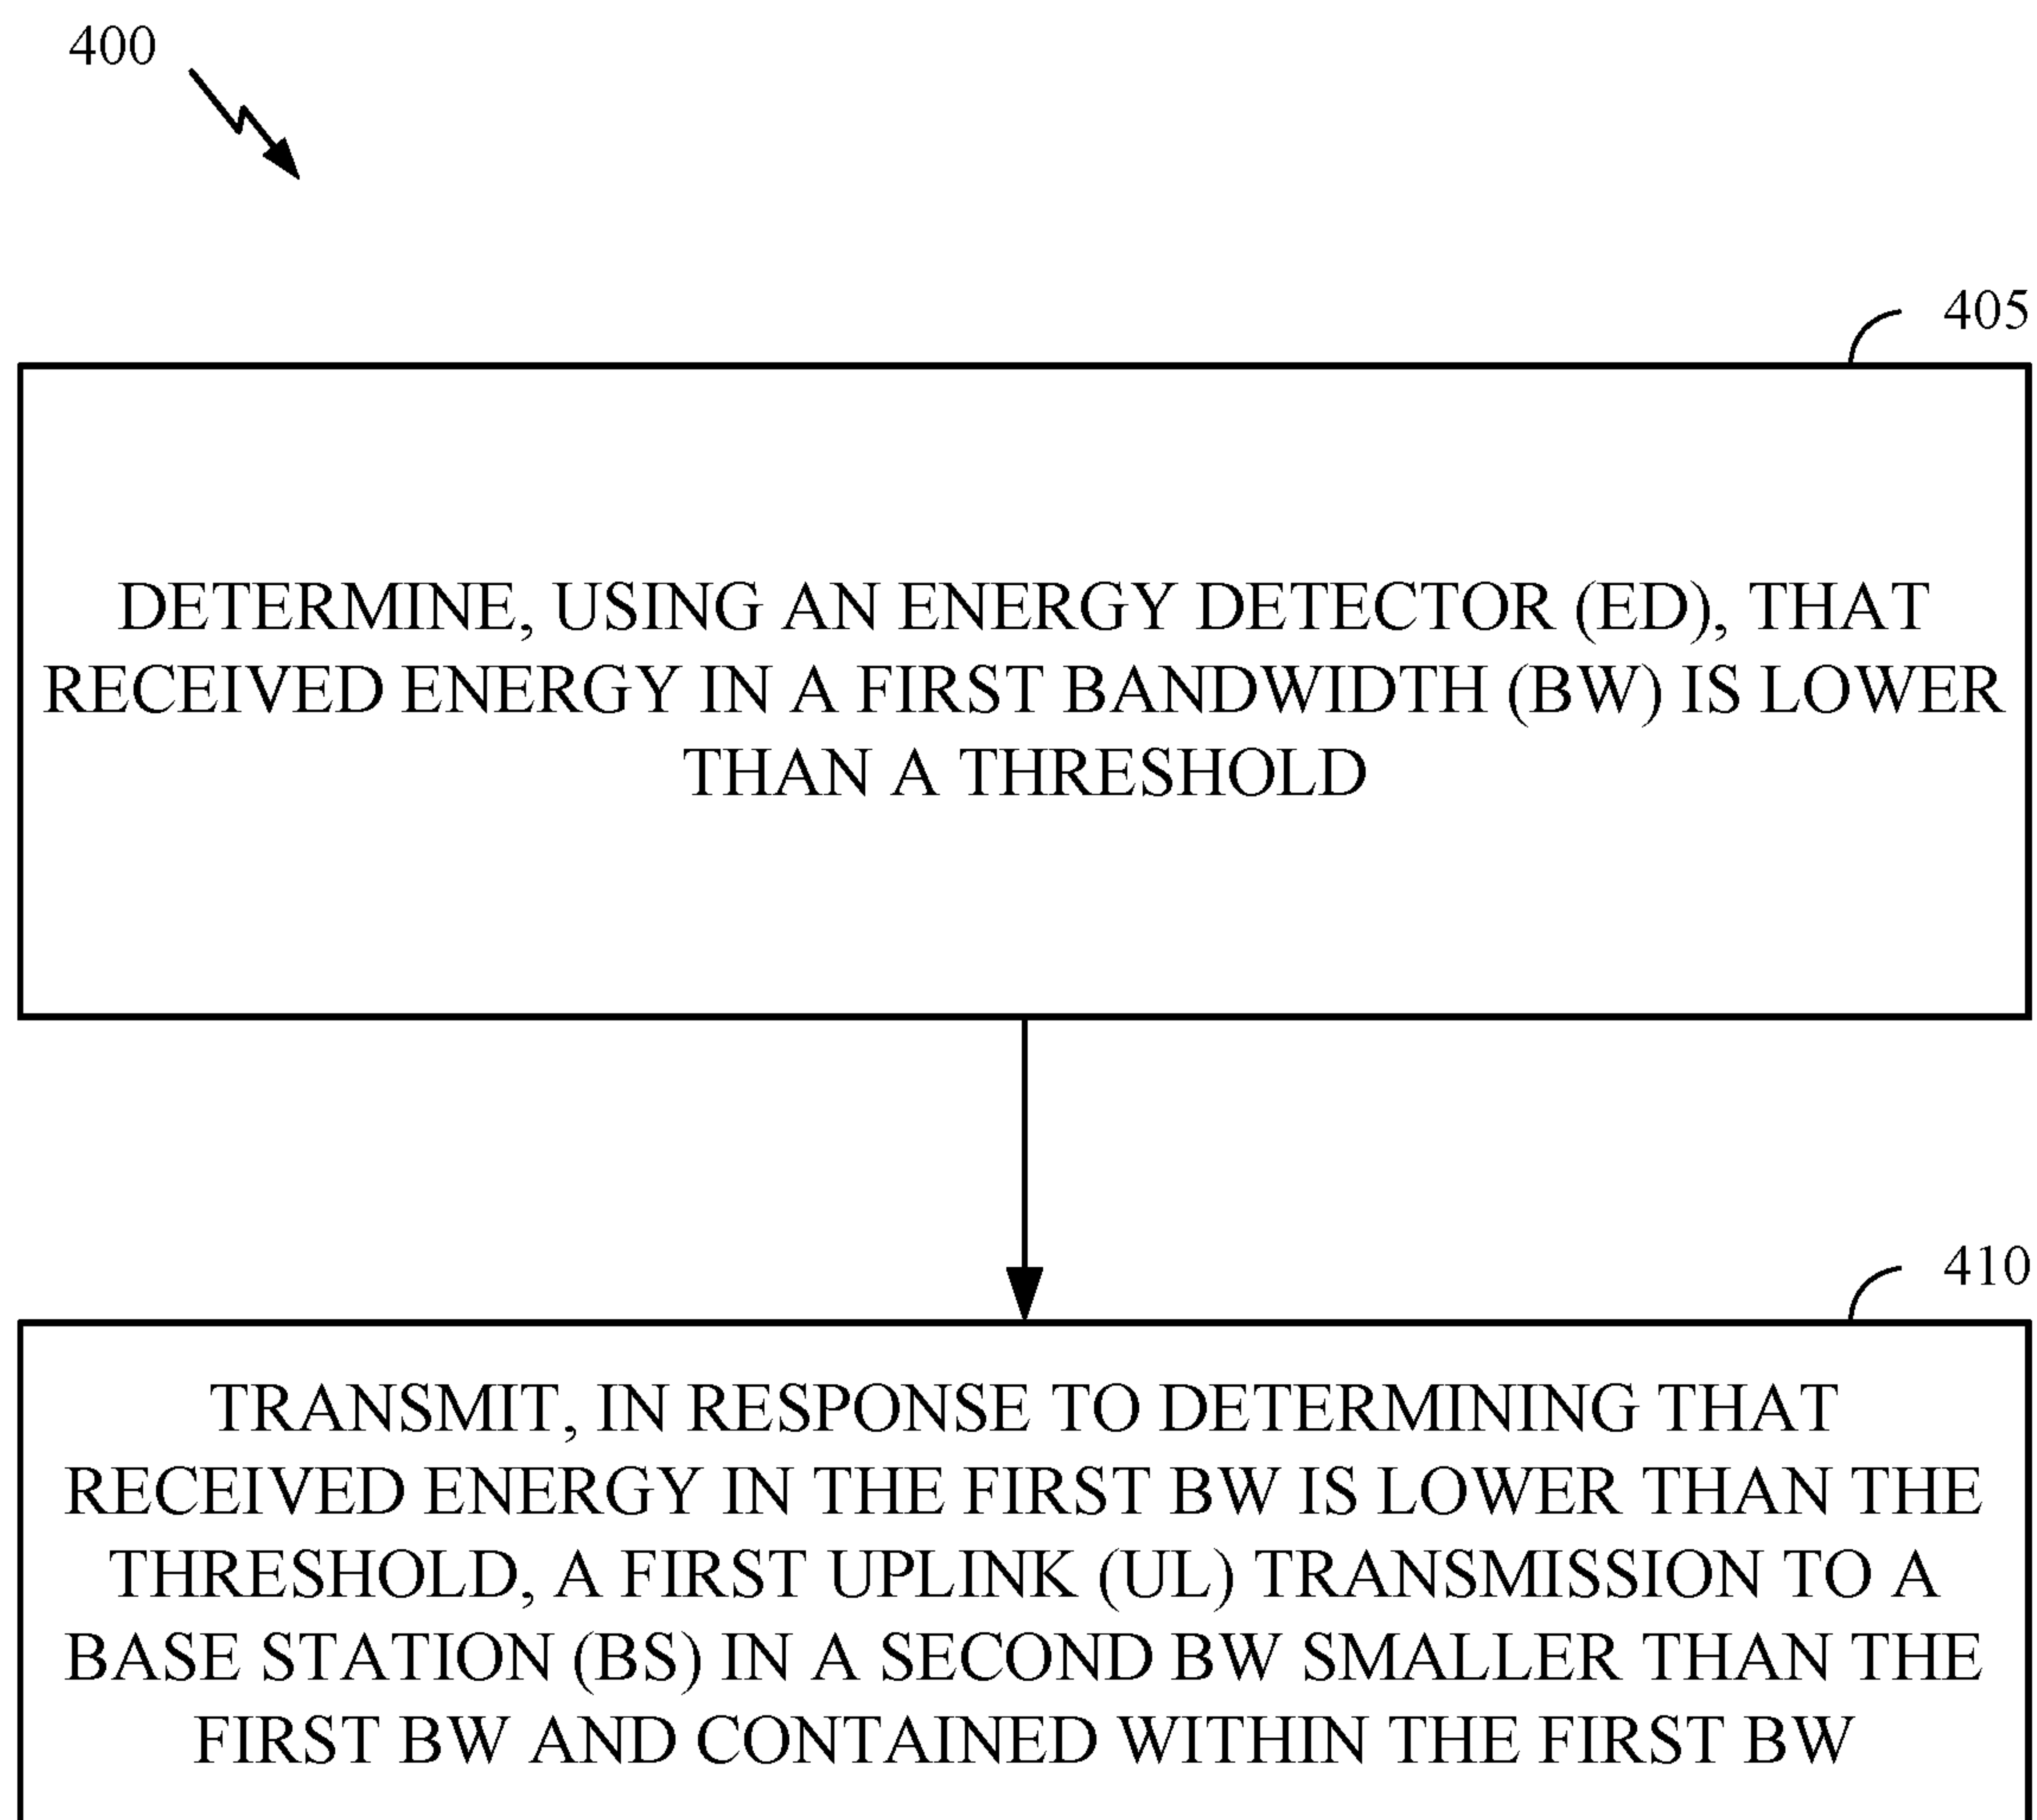 400
405
DETERMINE, USING AN ENERGY DETECTOR (ED), THAT
RECEIVED ENERGY IN A FIRST BANDWIDTH (BW) IS LOWER
THAN A THRESHOLD
410
TRANSMIT, IN RESPONSE TO DETERMINING THAT
RECEIVED ENERGY IN THE FIRST BW IS LOWER THAN THE
THRESHOLD, A FIRST UPLINK (UL) TRANSMISSION TO A
BASE STATION (BS) IN A SECOND BW SMALLER THAN THE
FIRST BW AND CONTAINED WITHIN THE FIRST BW